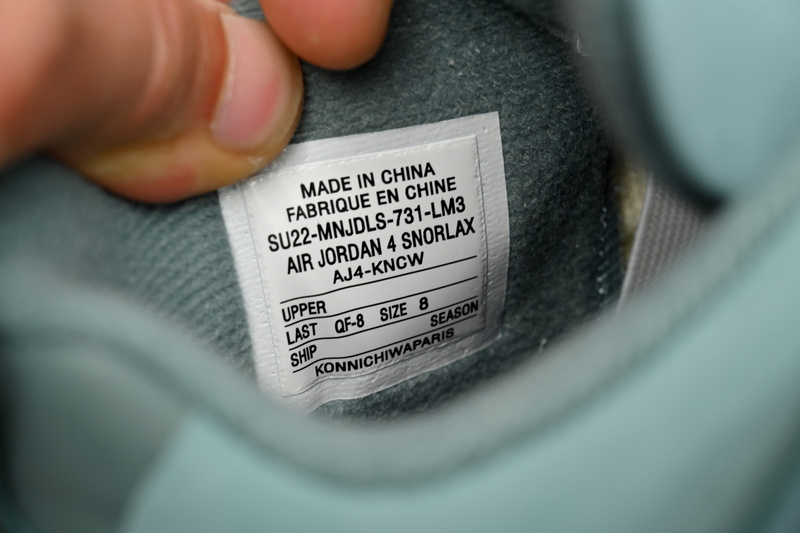 MADE IN CHINA
FABRIQUE EN CHINE
SU22-MNJDLS-731-LM3
AIR JORDAN 4 SNORLAX
AJ4-KNCW
UPPER
LAST QF-8 SIZE 8
SHIP SEASON
KONNICHIWAPARIS